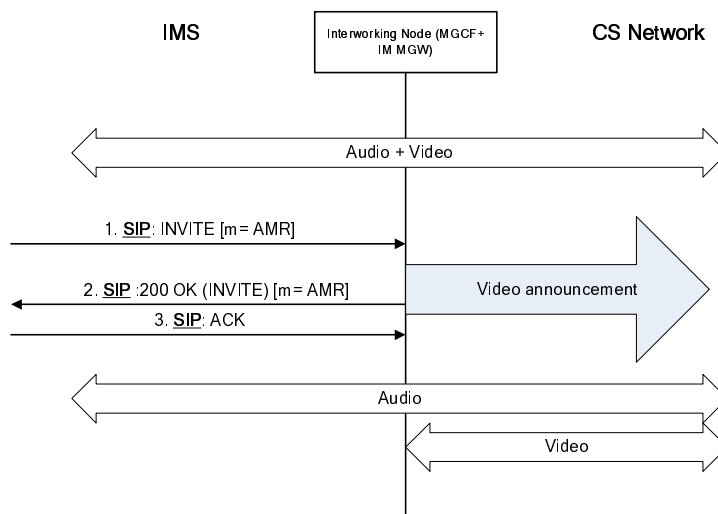 IMS
Interworking Node (MGCF+
IM MGW)
CS Network
Audio + Video
1. SIP: INVITE [m= AMR]
2. SIP :200 OK (INVITE) [m= AMR]
Video announcement
3. SIP: ACK
Audio
Video